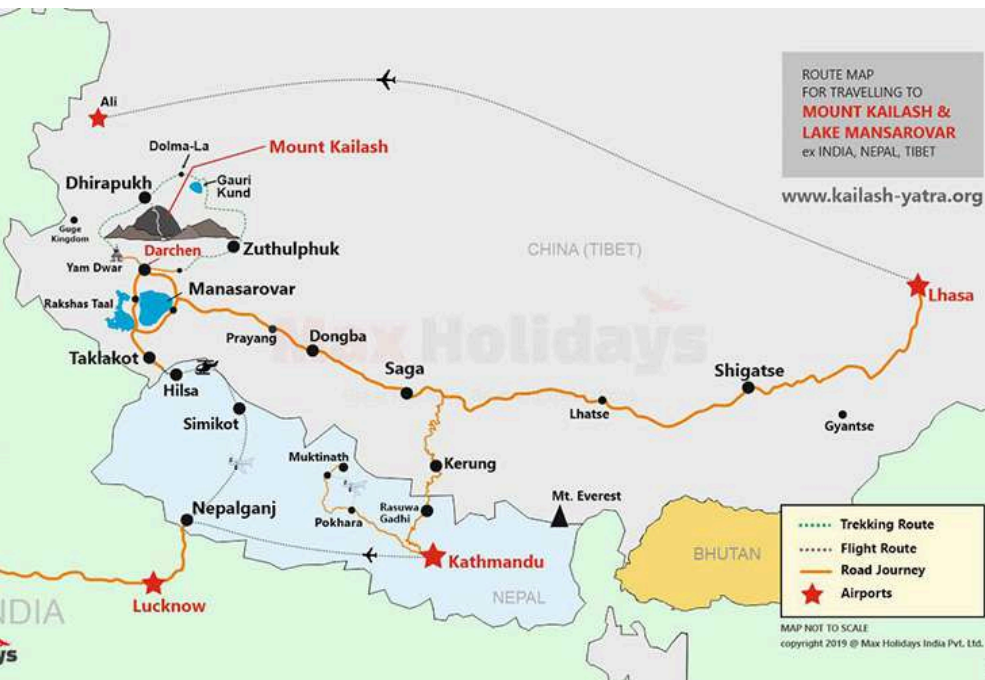 ROUTE MAP
FOR TRAVELLING TO
MOUNT KAILASH &
LAKE MANSAROVAR
ex INDIA, NEPAL, TIBET
www.kailash-yatra.org
Ali
Dolma-La
Mount Kailash
Dhirapukh
Gauri
Kund
Guge
Kingdom
Zuthulphuk
CHINA (TIBET)
Darchen
Yam Dwar
Manasarovar
Lhasa
Rakshas Taal
Max Holidays
Prayang
Dongba
Taklakot
Saga
Shigatse
Hilsa
Lhatse
Gyantse
Simikot
Muktinath
Kerung
Mt. Everest
Nepalganj
Pokhara
Rasuwa
Gadhi
Kathmandu
BHUTAN
NEPAL
Lucknow
NDIA
ys
Trekking Route
Flight Route
Road Journey
Airports
MAP NOT TO SCALE
copyright 2019 @ Max Holidays India Pvt. Ltd.